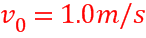 v₀ = 1.0m/s